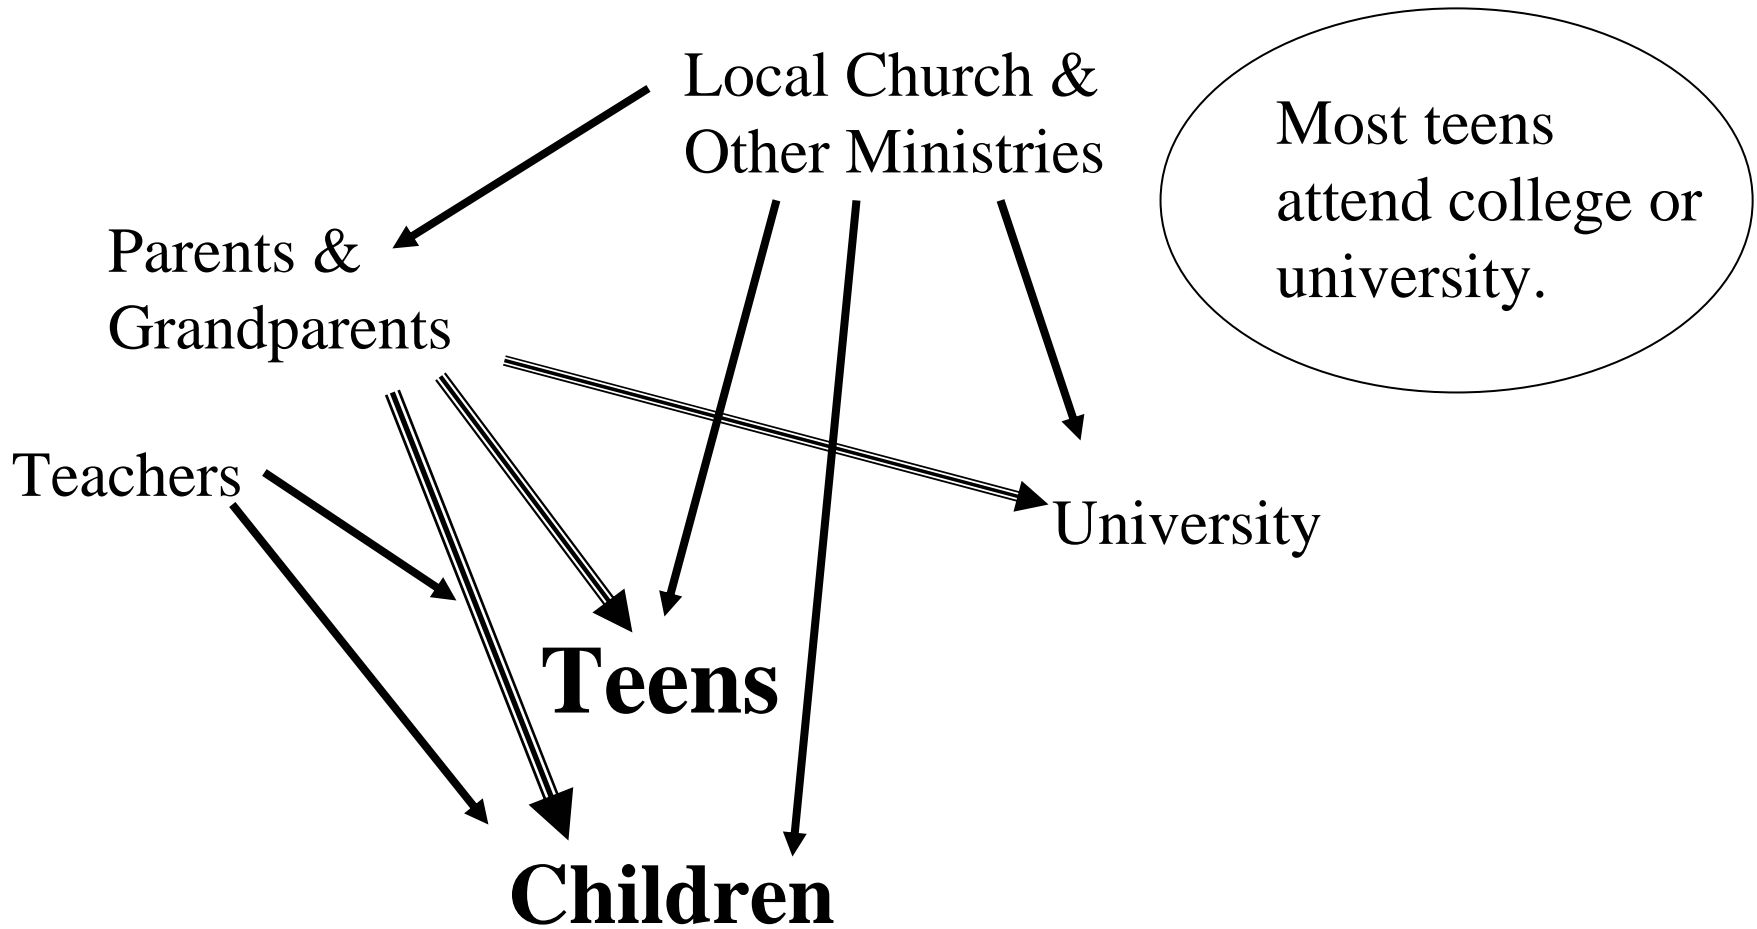 Local Church &
Other Ministries
Most teens
attend college or
university.
Parents &
Grandparents
Teachers
University
Teens
Children